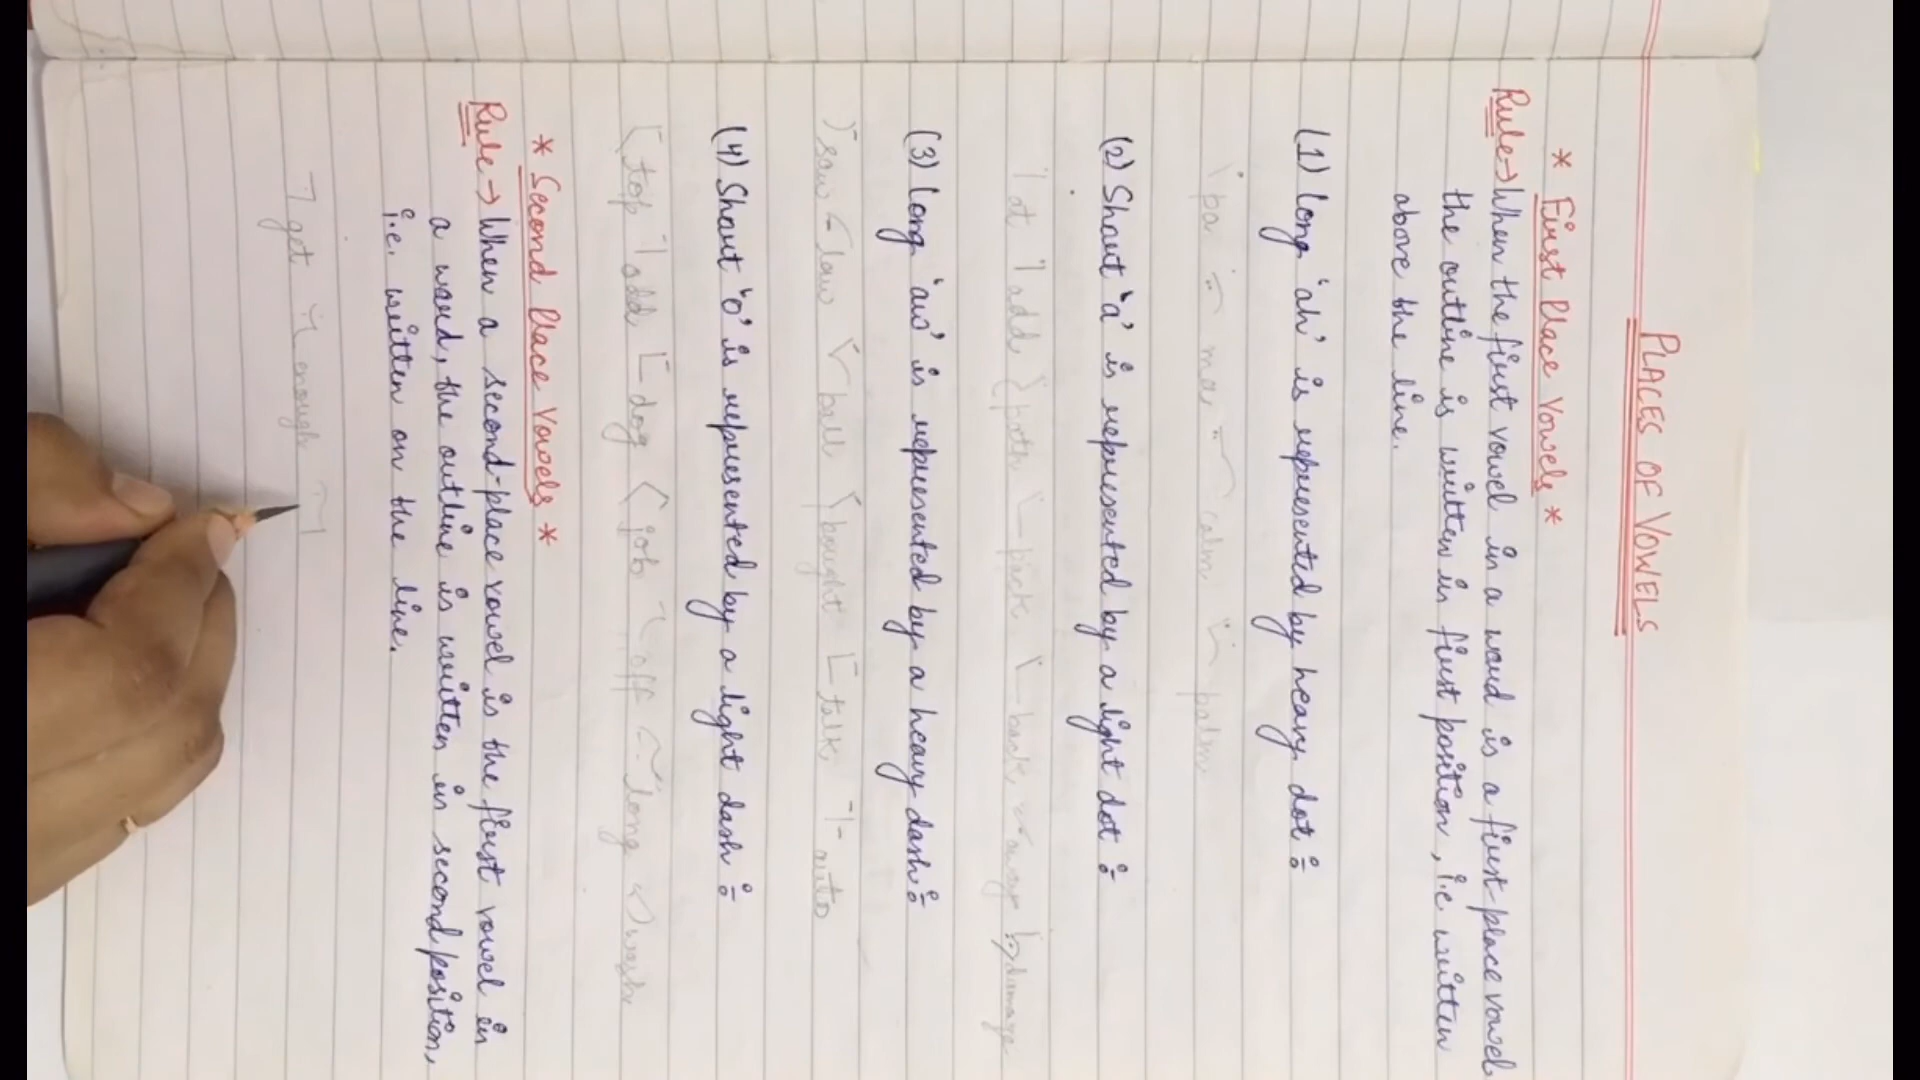 PLACES OF VOWELS
* First Place Vowels *
Rule→ When the first vowel in a word is a first-place vowel
the outline is written in first position, i.e written
above the line.
(1) Long 'ah' is represented by heavy dot :-
pa ma calm palm
(2) Short 'a' is represented by a light dot :-
at add path pack back damage
(3) Long 'aw' is represented by a heavy dash :-
saw law ball bought talk auto
(4) Short 'o' is represented by a light dash :-
top odd dog job off long wash
* Second Place Vowels *
Rule→ When a second-place vowel is the first vowel in
a word, the outline is written in second position,
i.e. written on the line.
get enough